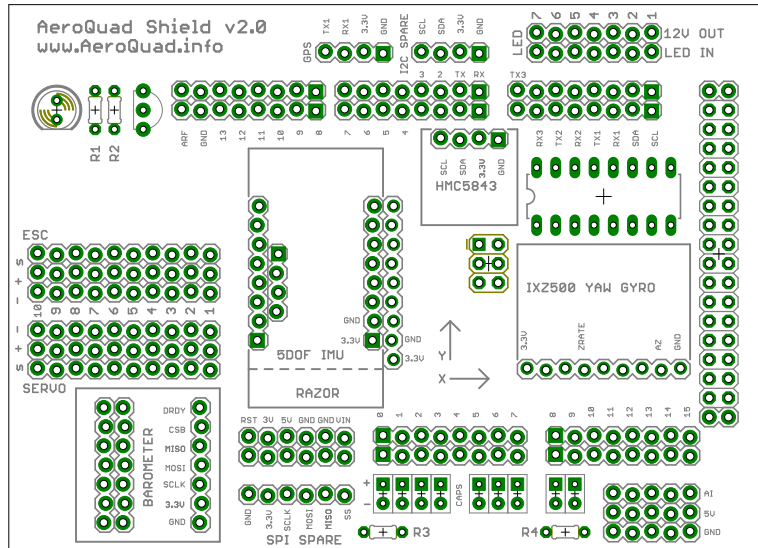 AeroQuad Shield v2.0
www.AeroQuad.info
GPS
TX1
RX1
3.3V
GND
I2C SPARE
SCL
SDA
3.3V
GND
LED
7 6 5 4 3 2 1
12V OUT
LED IN
R1
R2
ARF GND 13 12 11 10 9 8
7 6 5 4 3 2 TX RX
TX3
RX3 TX2 RX2 TX1 RX1 SDA SCL
SCL SDA 3.3V GND
HMC5843
ESC
s
+
-
10 9 8 7 6 5 4 3 2 1
-
+
s
SERVO
GND
3.3V
GND
3.3V
5DOF IMU
RAZOR
Y
X
IXZ500 YAW GYRO
3.3V
ZRATE
AZ
GND
BAROMETER
DRDY
CSB
MISO
MOSI
SCLK
3.3V
GND
RST 3V 5V GND GND VIN
GND 3.3V SCLK MOSI MISO SS
SPI SPARE
0 1 2 3 4 5 6 7
8 9 10 11 12 13 14 15
+
-
CAPS
R3
R4
AI
5V
GND